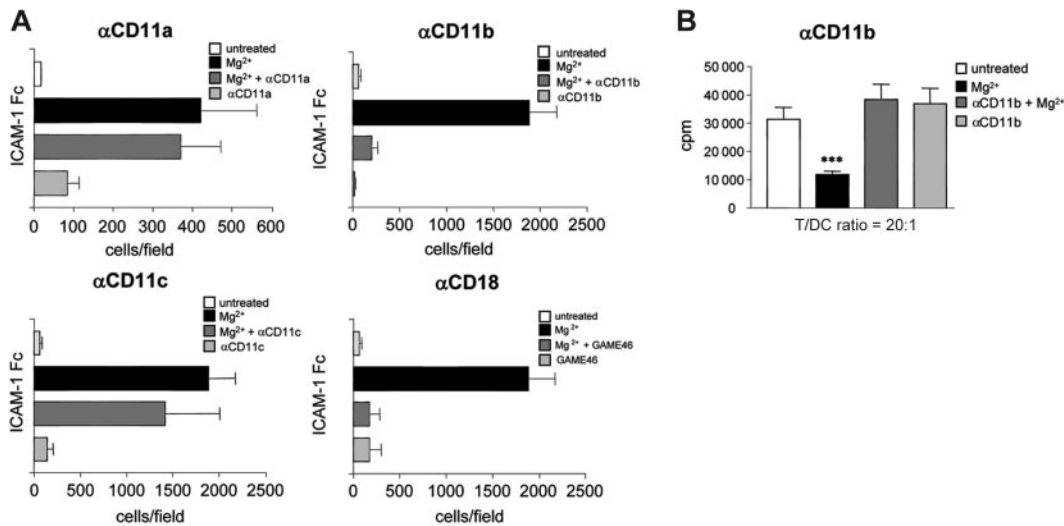 A
αCD11a
untreated
Mg²⁺
Mg²⁺ + αCD11a
αCD11a
ICAM-1 Fc
0 100 200 300 400 500 600
cells/field
αCD11b
untreated
Mg²⁺
Mg²⁺ + αCD11b
αCD11b
ICAM-1 Fc
0 500 1000 1500 2000 2500
cells/field
B
αCD11b
untreated
Mg²⁺
αCD11b + Mg²⁺
αCD11b
50 000
40 000
30 000
20 000
10 000
0
cpm
***
T/DC ratio = 20:1
αCD11c
untreated
Mg²⁺
Mg²⁺ + αCD11c
αCD11c
ICAM-1 Fc
0 500 1000 1500 2000 2500
cells/field
αCD18
untreated
Mg²⁺
Mg²⁺ + GAME46
GAME46
ICAM-1 Fc
0 500 1000 1500 2000 2500
cells/field